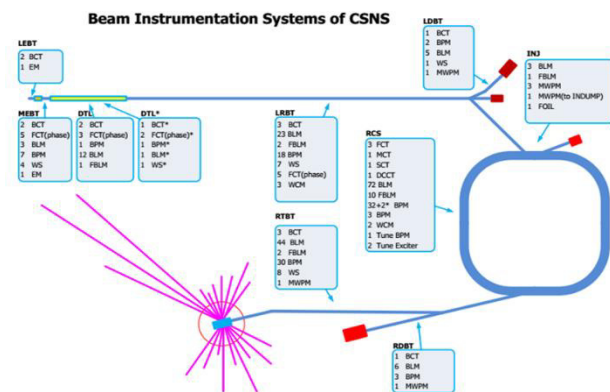 Beam Instrumentation Systems of CSNS
LEBT
2 BCT
1 EM
MEBT
2 BCT
5 FCT(phase)
3 BLM
7 BPM
4 WS
1 EM
DTL
2 BCT
3 FCT(phase)
1 BPM
12 BLM
1 FBLM
DTL*
1 BCT*
2 FCT(phase)*
1 BPM*
1 BLM*
1 WS*
LRBT
3 BCT
23 BLM
2 FBLM
18 BPM
7 WS
5 FCT(phase)
3 WCM
LDBT
1 BCT
2 BPM
5 BLM
1 WS
1 MWPM
INJ
3 BLM
1 FBLM
3 MWPM
1 MWPM(to INDUMP)
1 FOIL
RCS
3 FCT
1 MCT
1 SCT
1 DCCT
72 BLM
10 FBLM
32+2* BPM
3 BPM
2 WCM
1 Tune BPM
2 Tune Exciter
RTBT
3 BCT
44 BLM
2 FBLM
30 BPM
8 WS
1 MWPM
RDBT
1 BCT
6 BLM
3 BPM
1 MWPM